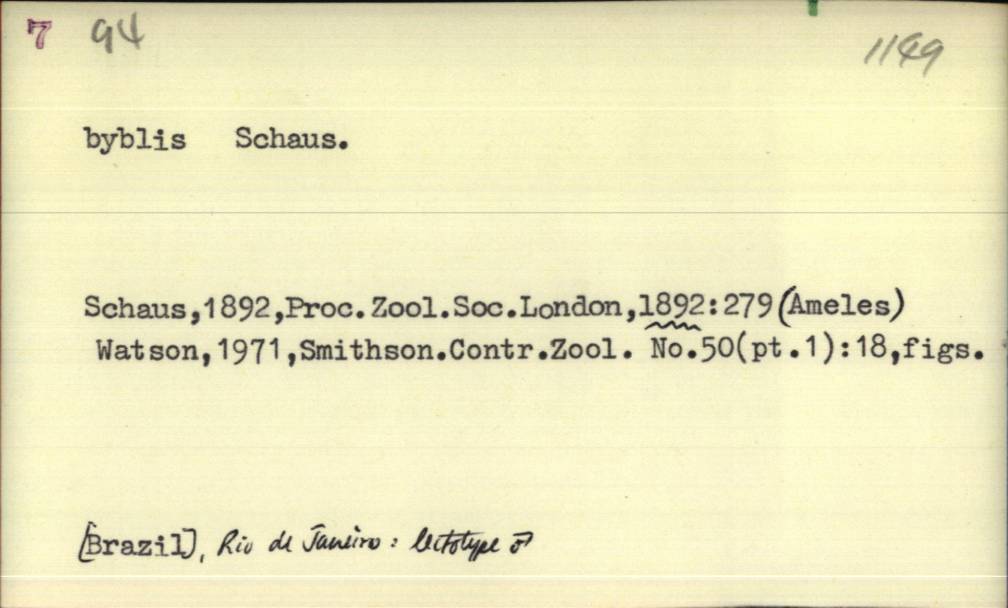 7 94 1149
byblis Schaus.
Schaus,1892,Proc.Zool.Soc.London,1892:279(Ameles)
Watson,1971,Smithson.Contr.Zool. No.50(pt.1):18,figs.
[Brazil], Rio de Janeiro: lectotype ♂